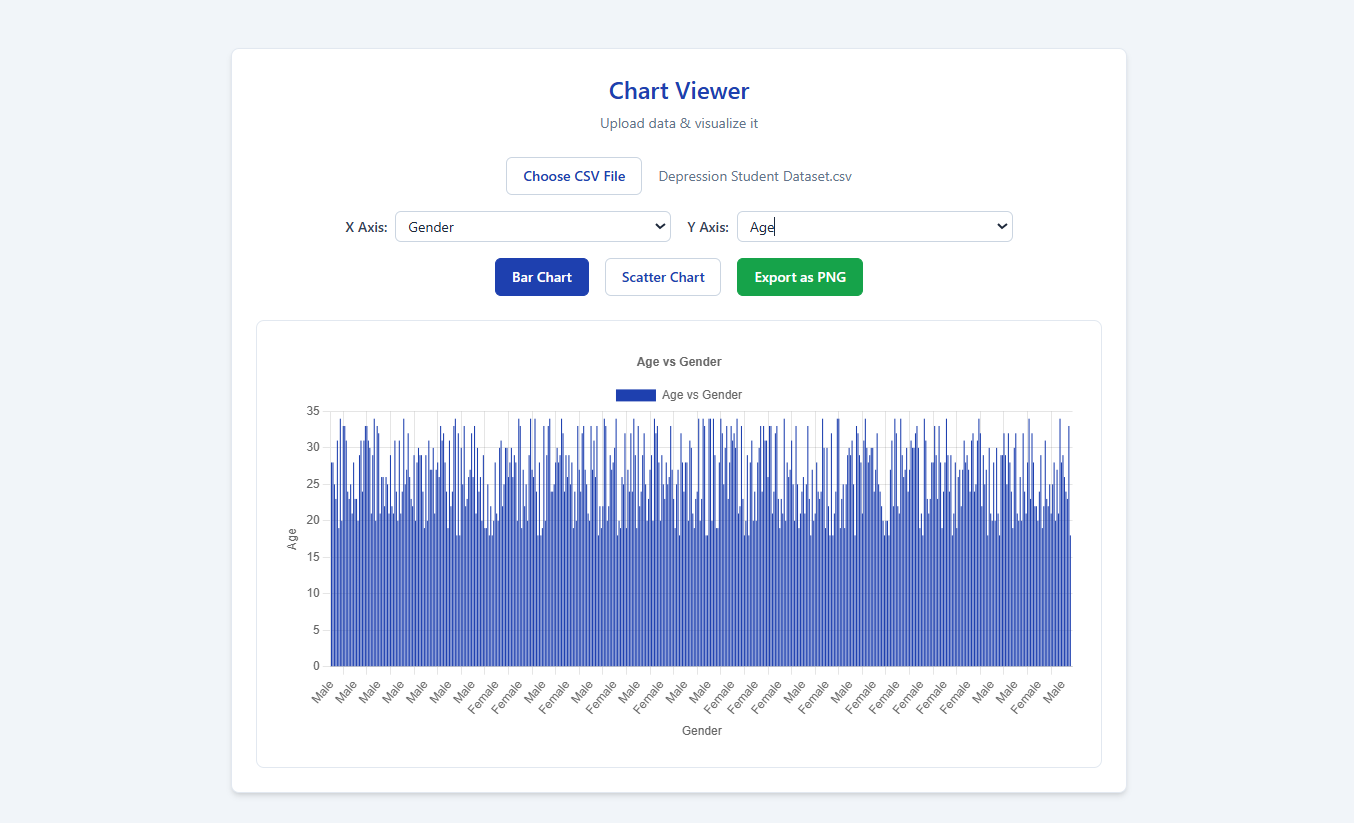 Chart Viewer
Upload data & visualize it
Choose CSV File Depression Student Dataset.csv
X Axis: Gender Y Axis: Age
Bar Chart Scatter Chart Export as PNG
Age vs Gender
Age vs Gender
35
30
25
20
15
10
5
0
Age
Male Male Male Male Male Male Male Female Female Male Female Male Female Male Female Male Male Female Female Female Male Female Male Female Female Female Female Female Male Male Female Male
Gender